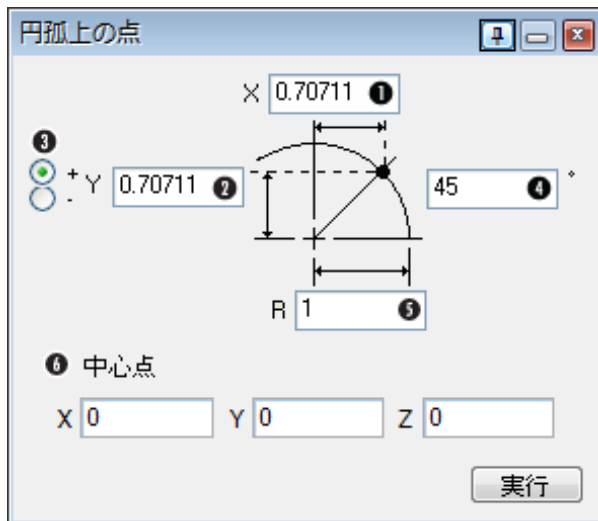 円孤上の点
X 0.70711 ❶
❸
+ Y 0.70711 ❷
-
45 ❹ °
R 1 ❺
❻ 中心点
X 0 Y 0 Z 0
実行